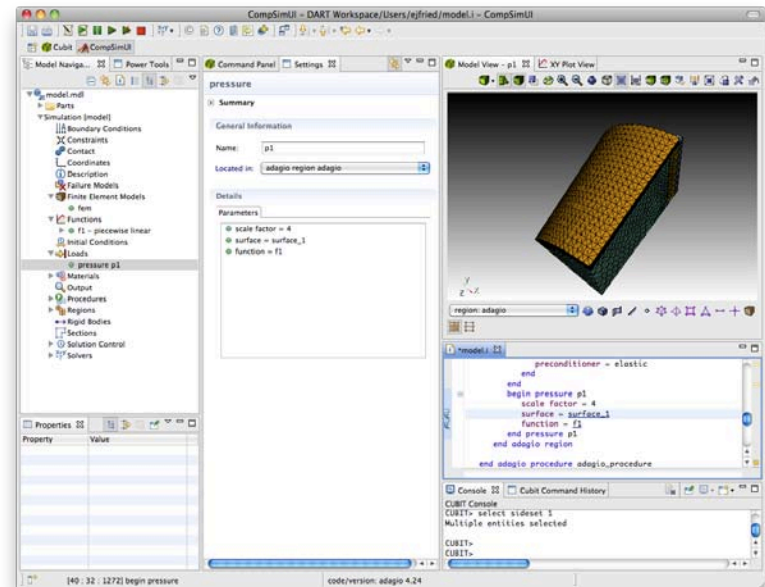 CompSimUI - DART Workspace/Users/ejfried/model.i - CompSimUI
Cubit
CompSimUI
Model Naviga...
Power Tools
model.mdl
Parts
Simulation [model]
Boundary Conditions
Constraints
Contact
Coordinates
Description
Failure Models
Finite Element Models
fem
Functions
f1 - piecewise linear
Initial Conditions
Loads
pressure p1
Materials
Output
Procedures
Regions
Rigid Bodies
Sections
Solution Control
Solvers
Properties
Property Value
Command Panel
Settings
pressure
Summary
General Information
Name: p1
Located in: adagio region adagio
Details
Parameters
scale factor = 4
surface = surface_1
function = f1
Model View - p1
XY Plot View
y
z x
region: adagio
*model.i
preconditioner = elastic
end
end
begin pressure p1
scale factor = 4
surface = surface_1
function = f1
end pressure p1
end adagio region
end adagio procedure adagio_procedure
Console
Cubit Command History
CUBIT Console
CUBIT> select sideset 1
Multiple entities selected
CUBIT>
CUBIT>
[40 : 32 : 1272] begin pressure
code/version: adagio 4.24